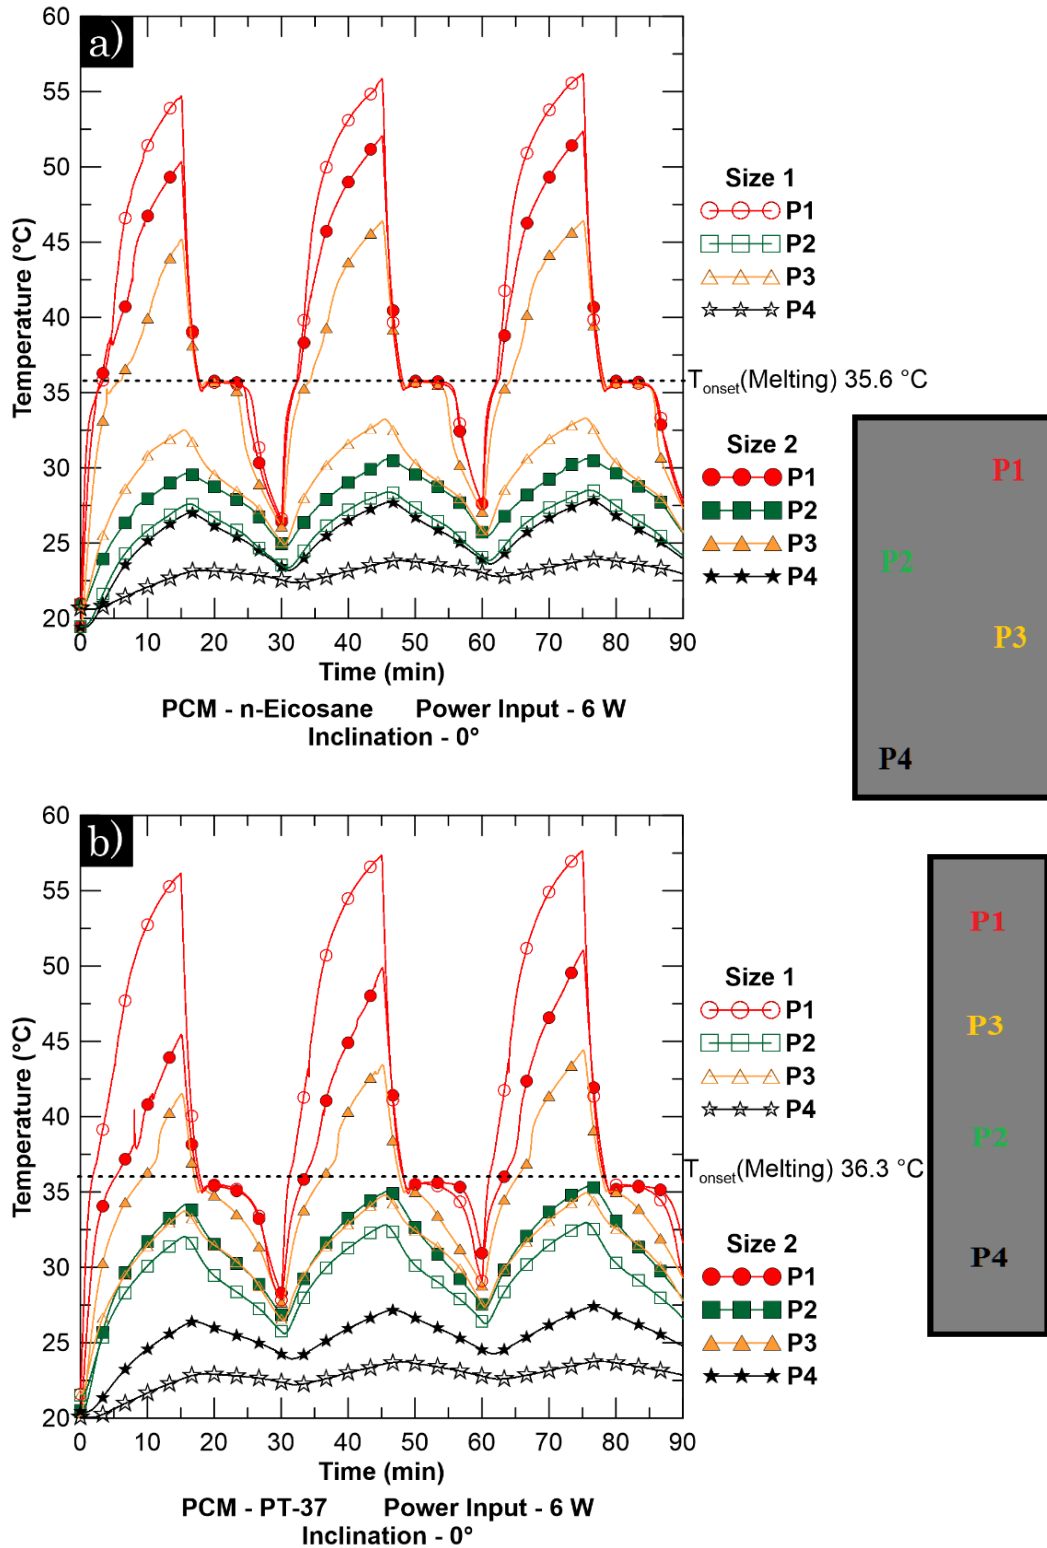 a)
60
55
50
45
40
35
30
25
20
Temperature (°C)
0 10 20 30 40 50 60 70 80 90
Time (min)
PCM - n-Eicosane Power Input - 6 W
Inclination - 0°
Size 1
P1
P2
P3
P4
Tonset(Melting) 35.6 °C
Size 2
P1
P2
P3
P4
P1
P2
P3
P4
b)
60
55
50
45
40
35
30
25
20
Temperature (°C)
0 10 20 30 40 50 60 70 80 90
Time (min)
PCM - PT-37 Power Input - 6 W
Inclination - 0°
Size 1
P1
P2
P3
P4
Tonset(Melting) 36.3 °C
Size 2
P1
P2
P3
P4
P1
P3
P2
P4